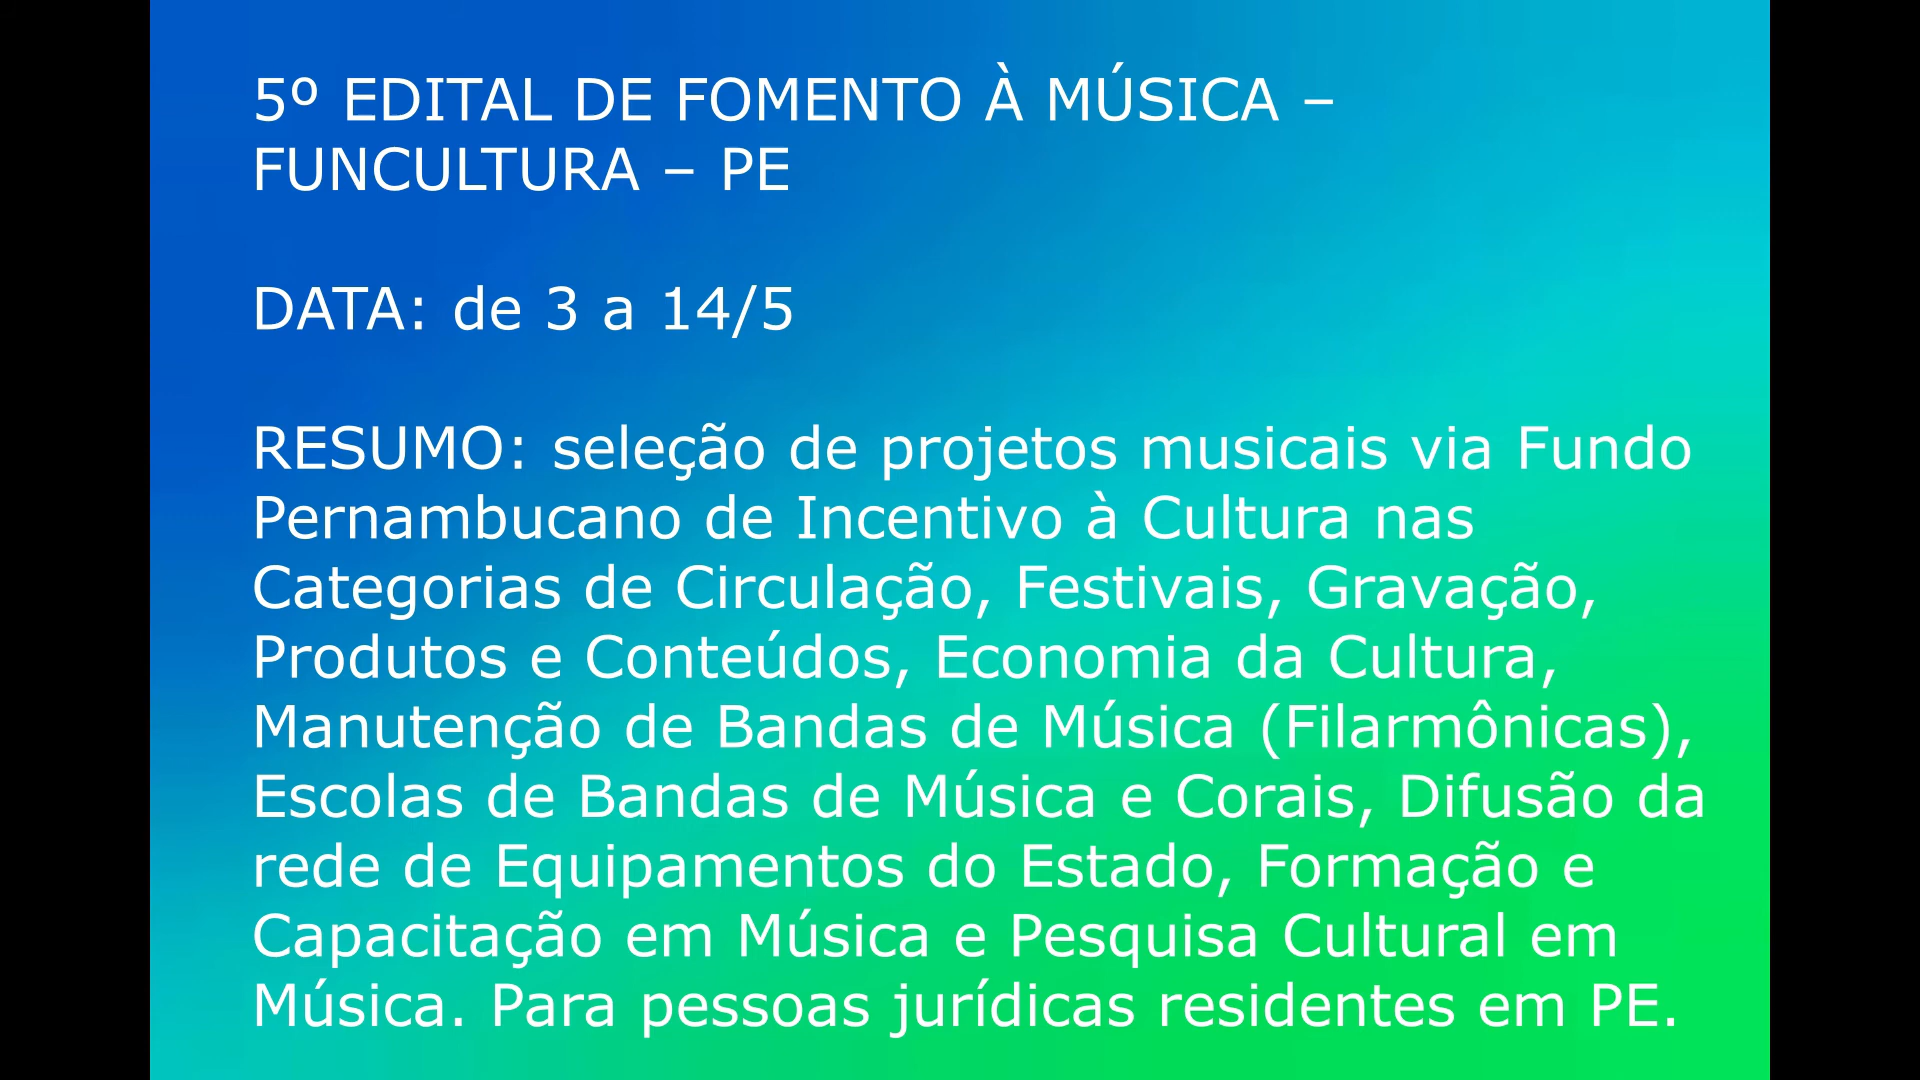 5º EDITAL DE FOMENTO À MÚSICA –
FUNCULTURA – PE
DATA: de 3 a 14/5
RESUMO: seleção de projetos musicais via Fundo
Pernambucano de Incentivo à Cultura nas
Categorias de Circulação, Festivais, Gravação,
Produtos e Conteúdos, Economia da Cultura,
Manutenção de Bandas de Música (Filarmônicas),
Escolas de Bandas de Música e Corais, Difusão da
rede de Equipamentos do Estado, Formação e
Capacitação em Música e Pesquisa Cultural em
Música. Para pessoas jurídicas residentes em PE.